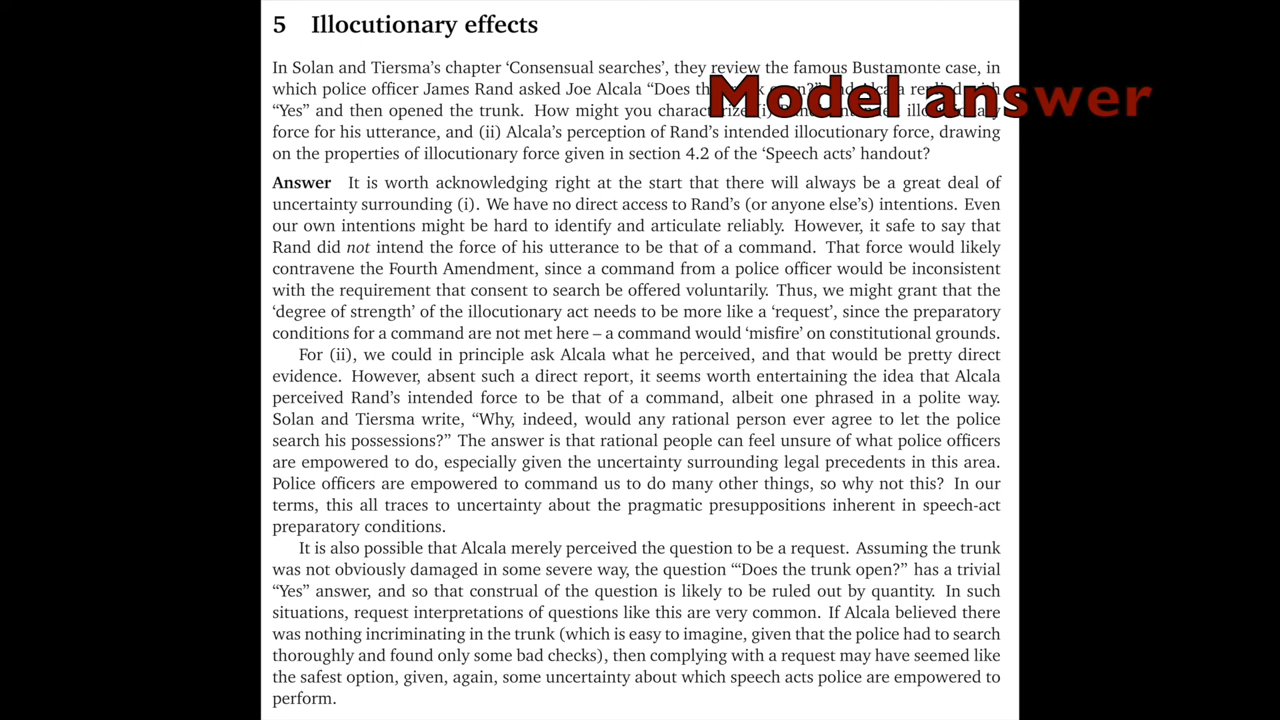 5 Illocutionary effects
In Solan and Tiersma's chapter ‘Consensual searches’, they review the famous Bustamonte case, in
Model answer
which police officer James Rand asked Joe Alcala “Does open?” and Alcala replied
“Yes” and then opened the trunk. How might you characterize (i) illocutionary
force for his utterance, and (ii) Alcala's perception of Rand's intended illocutionary force, drawing
on the properties of illocutionary force given in section 4.2 of the ‘Speech acts’ handout?
Answer It is worth acknowledging right at the start that there will always be a great deal of
uncertainty surrounding (i). We have no direct access to Rand's (or anyone else's) intentions. Even
our own intentions might be hard to identify and articulate reliably. However, it safe to say that
Rand did not intend the force of his utterance to be that of a command. That force would likely
contravene the Fourth Amendment, since a command from a police officer would be inconsistent
with the requirement that consent to search be offered voluntarily. Thus, we might grant that the
‘degree of strength’ of the illocutionary act needs to be more like a ‘request’, since the preparatory
conditions for a command are not met here – a command would ‘misfire’ on constitutional grounds.
For (ii), we could in principle ask Alcala what he perceived, and that would be pretty direct
evidence. However, absent such a direct report, it seems worth entertaining the idea that Alcala
perceived Rand's intended force to be that of a command, albeit one phrased in a polite way.
Solan and Tiersma write, “Why, indeed, would any rational person ever agree to let the police
search his possessions?” The answer is that rational people can feel unsure of what police officers
are empowered to do, especially given the uncertainty surrounding legal precedents in this area.
Police officers are empowered to command us to do many other things, so why not this? In our
terms, this all traces to uncertainty about the pragmatic presuppositions inherent in speech-act
preparatory conditions.
It is also possible that Alcala merely perceived the question to be a request. Assuming the trunk
was not obviously damaged in some severe way, the question “‘Does the trunk open?” has a trivial
“Yes” answer, and so that construal of the question is likely to be ruled out by quantity. In such
situations, request interpretations of questions like this are very common. If Alcala believed there
was nothing incriminating in the trunk (which is easy to imagine, given that the police had to search
thoroughly and found only some bad checks), then complying with a request may have seemed like
the safest option, given, again, some uncertainty about which speech acts police are empowered to
perform.